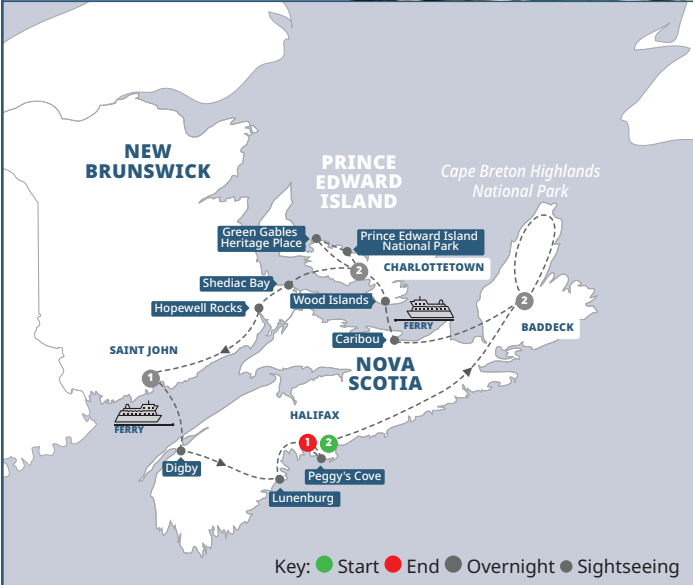 NEW
BRUNSWICK
PRINCE
EDWARD
ISLAND
Cape Breton Highlands
National Park
Green Gables
Heritage Place
Prince Edward Island
National Park
2
CHARLOTTETOWN
Shediac Bay
Wood Islands
2
Hopewell Rocks
FERRY
BADDECK
Caribou
SAINT JOHN
NOVA
SCOTIA
1
HALIFAX
FERRY
1
2
Digby
Peggy's Cove
Lunenburg
Key: Start End Overnight Sightseeing